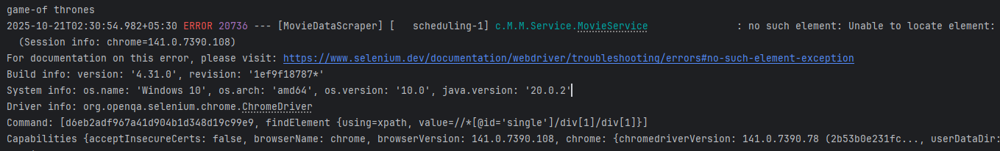 game-of thrones
2025-10-21T02:30:54.982+05:30 ERROR 20736 --- [MovieDataScraper] [   scheduling-1] c.M.M.Service.MovieService               : no such element: Unable to locate element:
  (Session info: chrome=141.0.7390.108)
For documentation on this error, please visit: https://www.selenium.dev/documentation/webdriver/troubleshooting/errors#no-such-element-exception
Build info: version: '4.31.0', revision: '1ef9f18787*'
System info: os.name: 'Windows 10', os.arch: 'amd64', os.version: '10.0', java.version: '20.0.2'
Driver info: org.openqa.selenium.chrome.ChromeDriver
Command: [d6eb2adf967a41d904b1d348d19c99e9, findElement {using=xpath, value=//*[@id='single']/div[1]/div[1]}]
Capabilities {acceptInsecureCerts: false, browserName: chrome, browserVersion: 141.0.7390.108, chrome: {chromedriverVersion: 141.0.7390.78 (2b53b0e231fc..., userDataDir: